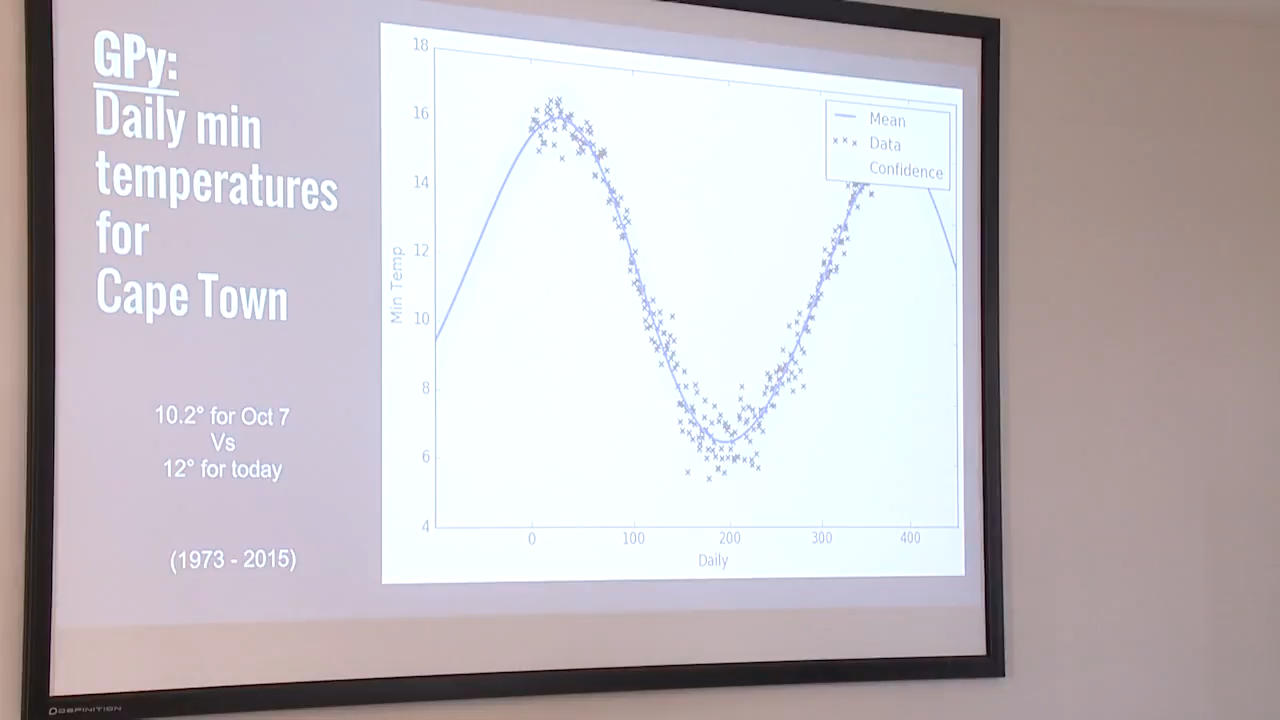 GPy:
Daily min
temperatures
for
Cape Town
10.2° for Oct 7
Vs
12° for today
(1973 - 2015)
18
16
14
12
10
8
6
4
Min Temp
0
100
200
300
400
Daily
Mean
Data
Confidence
DEFINITION